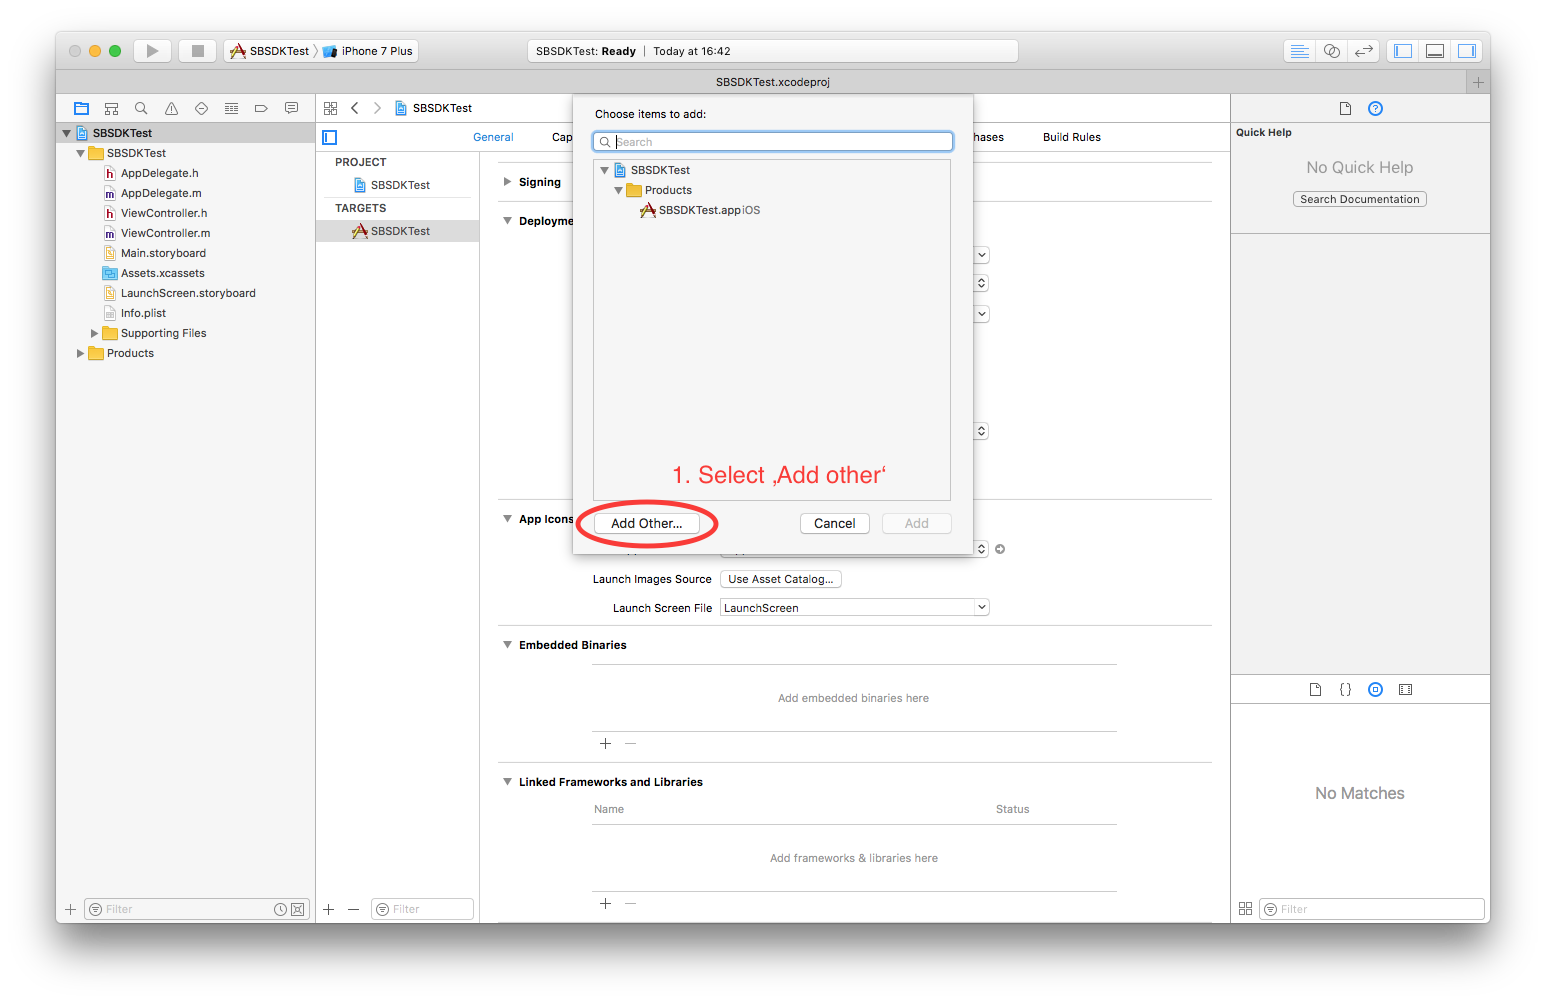 SBSDKTest
iPhone 7 Plus
SBSDKTest: Ready | Today at 16:42
SBSDKTest.xcodeproj
SBSDKTest
SBSDKTest
AppDelegate.h
AppDelegate.m
ViewController.h
ViewController.m
Main.storyboard
Assets.xcassets
LaunchScreen.storyboard
Info.plist
Supporting Files
Products
Filter
SBSDKTest
General
Cap
hases
Build Rules
PROJECT
SBSDKTest
TARGETS
SBSDKTest
Filter
Choose items to add:
Search
SBSDKTest
Products
SBSDKTest.app iOS
1. Select ‚Add other‘
Add Other...
Cancel
Add
Signing
Deployme
App Icons
Launch Images Source
Use Asset Catalog...
Launch Screen File
LaunchScreen
Embedded Binaries
Add embedded binaries here
Linked Frameworks and Libraries
Name
Status
Add frameworks & libraries here
Quick Help
No Quick Help
Search Documentation
No Matches
Filter